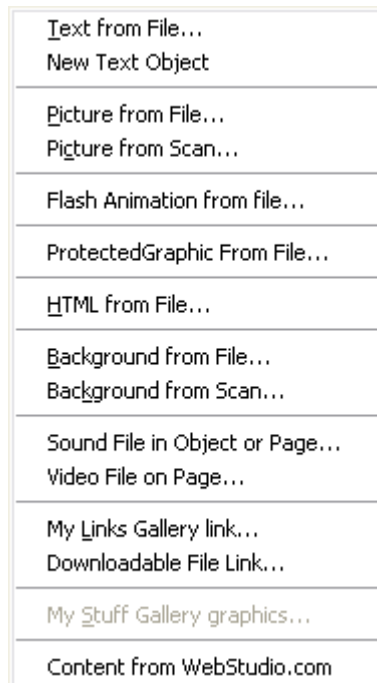 Text from File...
New Text Object
Picture from File...
Picture from Scan...
Flash Animation from file...
ProtectedGraphic From File...
HTML from File...
Background from File...
Background from Scan...
Sound File in Object or Page...
Video File on Page...
My Links Gallery link...
Downloadable File Link...
My Stuff Gallery graphics...
Content from WebStudio.com